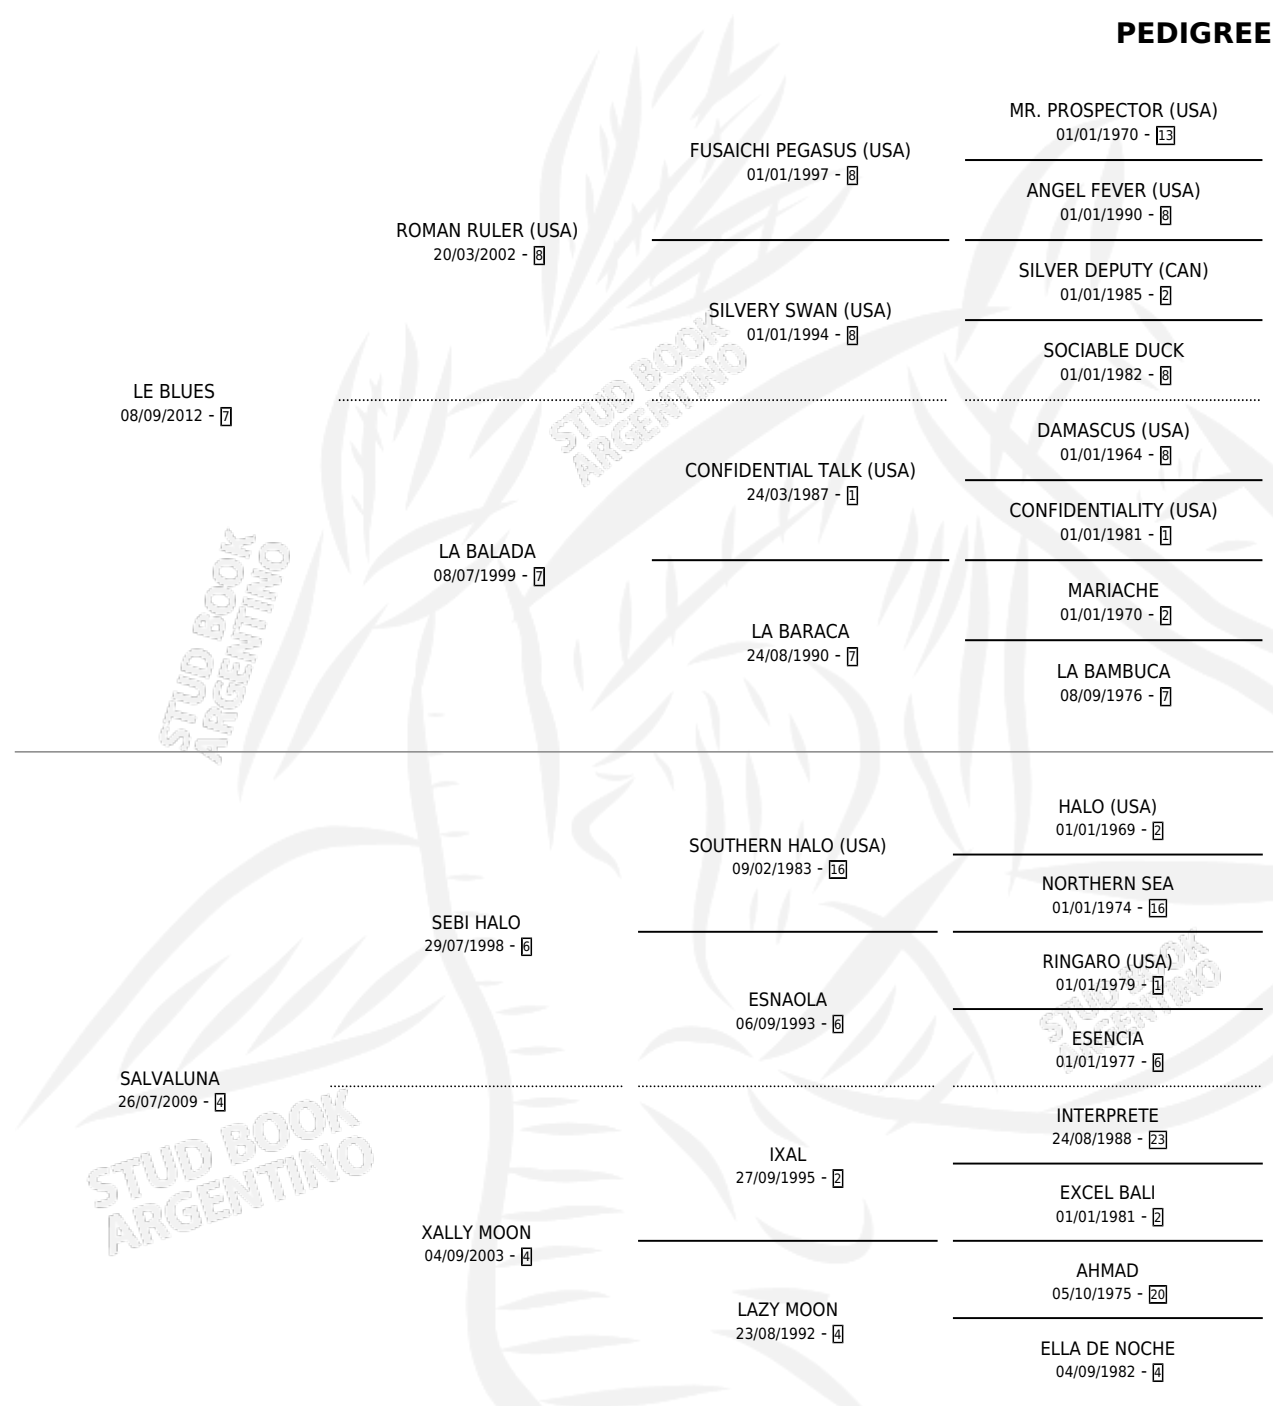 PEDIGREE
MR. PROSPECTOR (USA)
01/01/1970 - 13
FUSAICHI PEGASUS (USA)
01/01/1997 - 8
ANGEL FEVER (USA)
01/01/1990 - 8
ROMAN RULER (USA)
20/03/2002 - 8
SILVER DEPUTY (CAN)
01/01/1985 - 2
SILVERY SWAN (USA)
01/01/1994 - 8
SOCIABLE DUCK
01/01/1982 - 8
LE BLUES
08/09/2012 - 7
DAMASCUS (USA)
01/01/1964 - 8
CONFIDENTIAL TALK (USA)
24/03/1987 - 1
CONFIDENTIALITY (USA)
01/01/1981 - 1
LA BALADA
08/07/1999 - 7
MARIACHE
01/01/1970 - 2
LA BARACA
24/08/1990 - 7
LA BAMBUCA
08/09/1976 - 7
HALO (USA)
01/01/1969 - 2
SOUTHERN HALO (USA)
09/02/1983 - 16
NORTHERN SEA
01/01/1974 - 16
SEBI HALO
29/07/1998 - 6
RINGARO (USA)
01/01/1979 - 1
ESNAOLA
06/09/1993 - 6
ESENCIA
01/01/1977 - 6
SALVALUNA
26/07/2009 - 4
INTERPRETE
24/08/1988 - 23
IXAL
27/09/1995 - 2
EXCEL BALI
01/01/1981 - 2
XALLY MOON
04/09/2003 - 4
AHMAD
05/10/1975 - 20
LAZY MOON
23/08/1992 - 4
ELLA DE NOCHE
04/09/1982 - 4
STUD BOOK
ARGENTINO
STUD BOOK
ARGENTINO
STUD BOOK
ARGENTINO
STUD BOOK
ARGENTINO